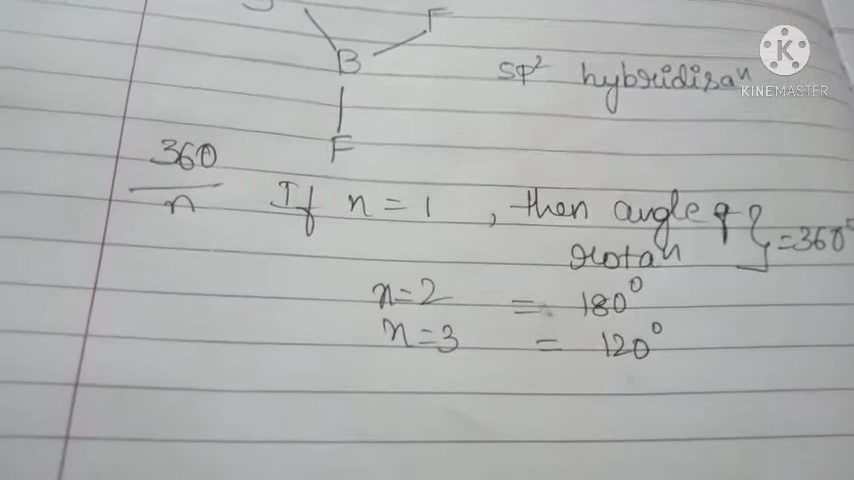 F
B sp² hybridisaⁿ
KINEMASTER
F
360
n
If n = 1 , then angle of
rotaⁿ } = 360°
n = 2 = 180°
n = 3 = 120°